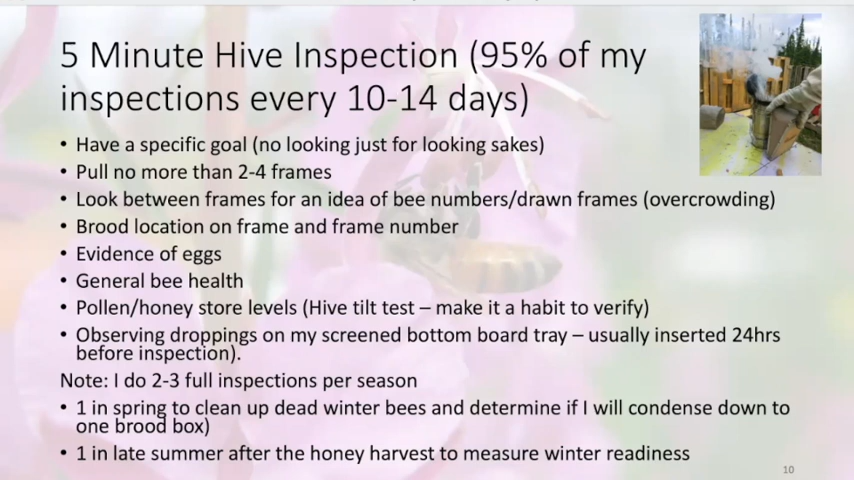 5 Minute Hive Inspection (95% of my
inspections every 10-14 days)
• Have a specific goal (no looking just for looking sakes)
• Pull no more than 2-4 frames
• Look between frames for an idea of bee numbers/drawn frames (overcrowding)
• Brood location on frame and frame number
• Evidence of eggs
• General bee health
• Pollen/honey store levels (Hive tilt test – make it a habit to verify)
• Observing droppings on my screened bottom board tray – usually inserted 24hrs
before inspection).
Note: I do 2-3 full inspections per season
• 1 in spring to clean up dead winter bees and determine if I will condense down to
one brood box)
• 1 in late summer after the honey harvest to measure winter readiness
10